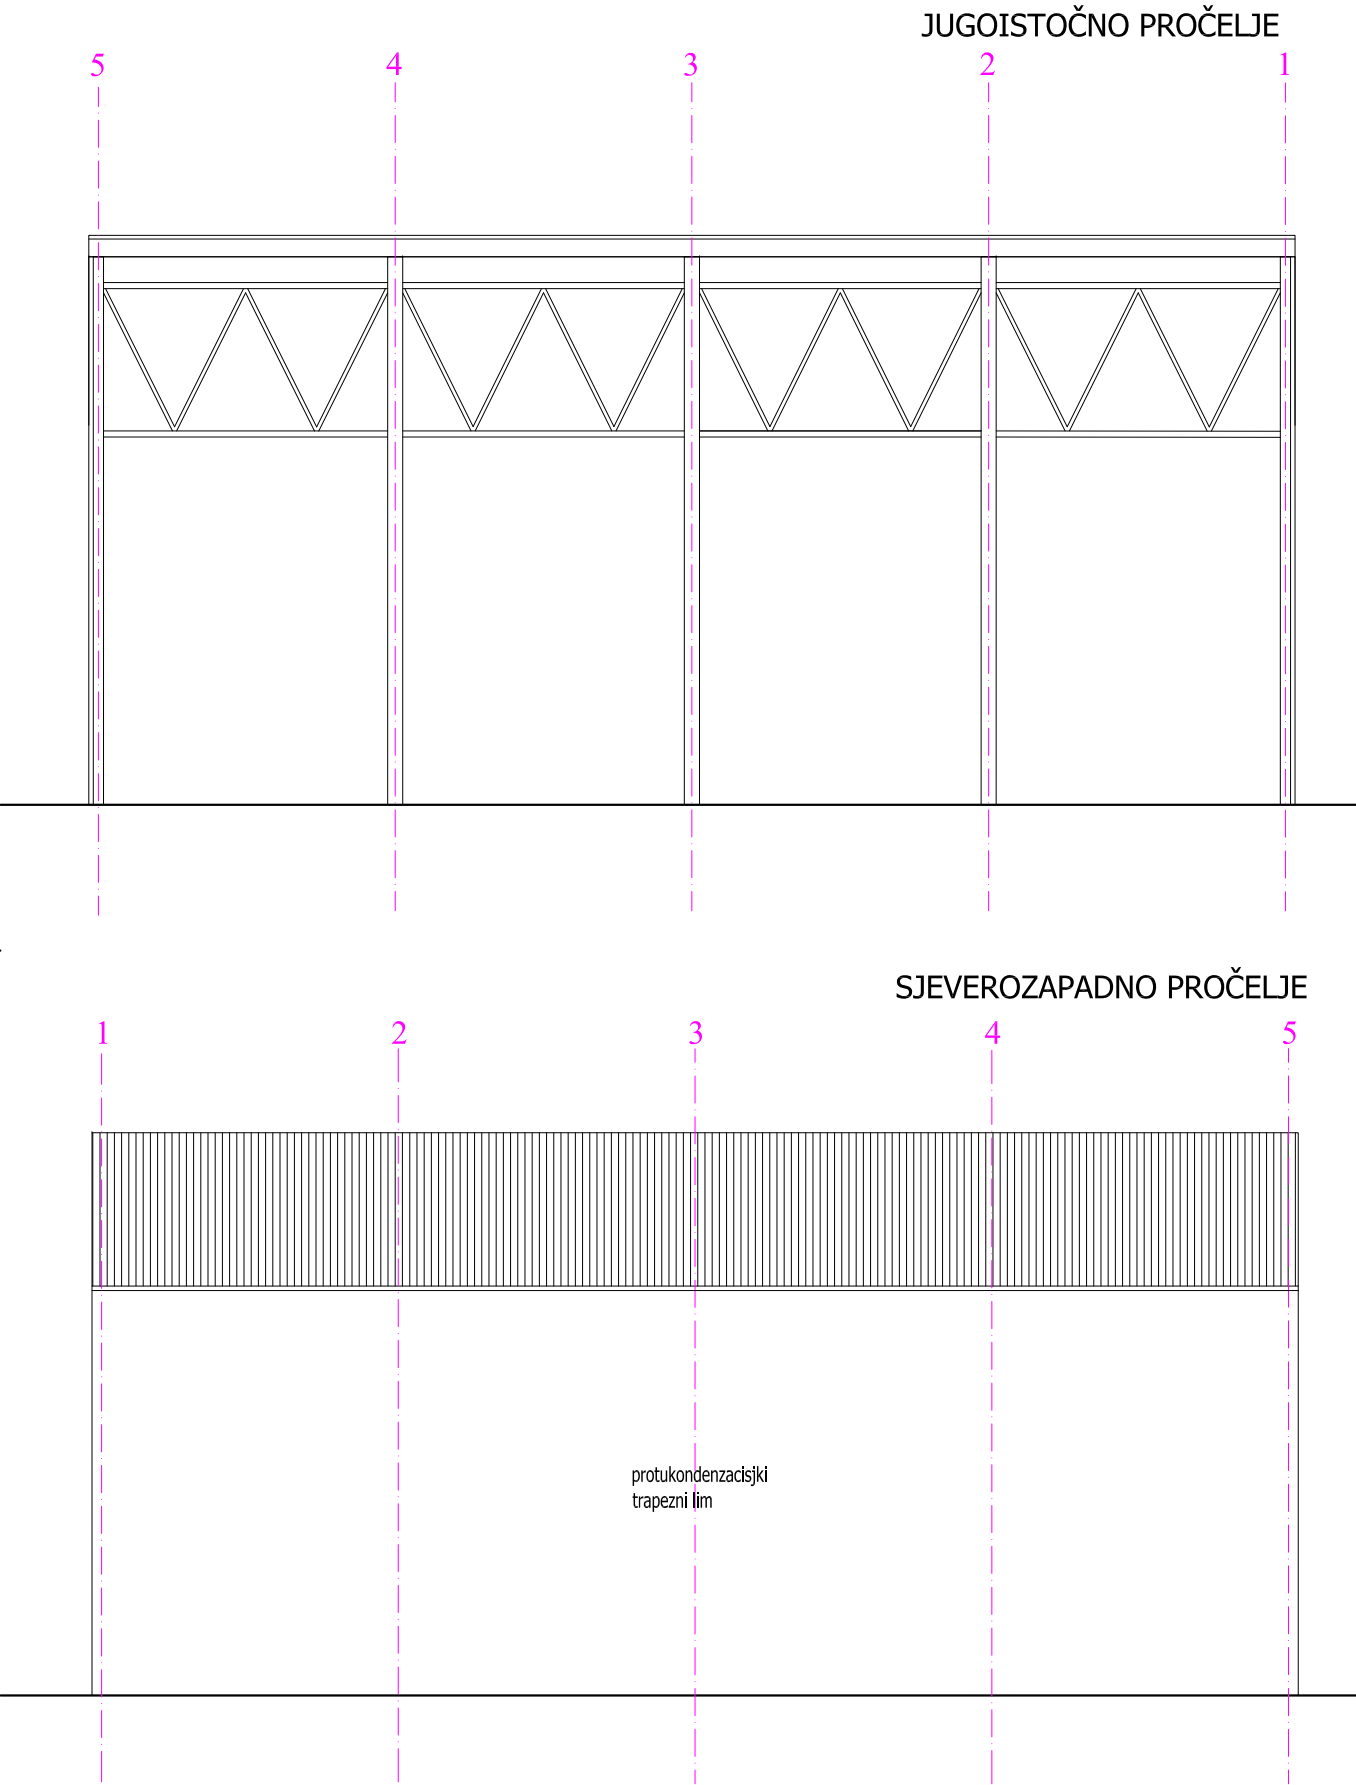 JUGOISTOČNO PROČELJE
5 4 3 2 1
SJEVEROZAPADNO PROČELJE
1 2 3 4 5
protukondenzacisjki
trapezni lim